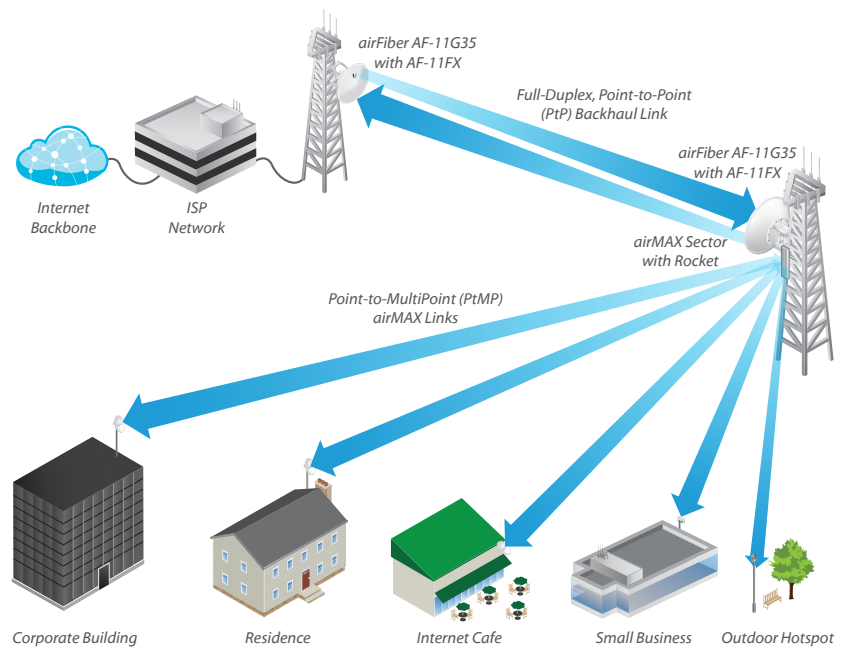 airFiber AF-11G35
with AF-11FX
Full-Duplex, Point-to-Point
(PtP) Backhaul Link
airFiber AF-11G35
with AF-11FX
Internet
Backbone
ISP
Network
airMAX Sector
with Rocket
Point-to-MultiPoint (PtMP)
airMAX Links
Corporate Building
Residence
Internet Cafe
Small Business
Outdoor Hotspot